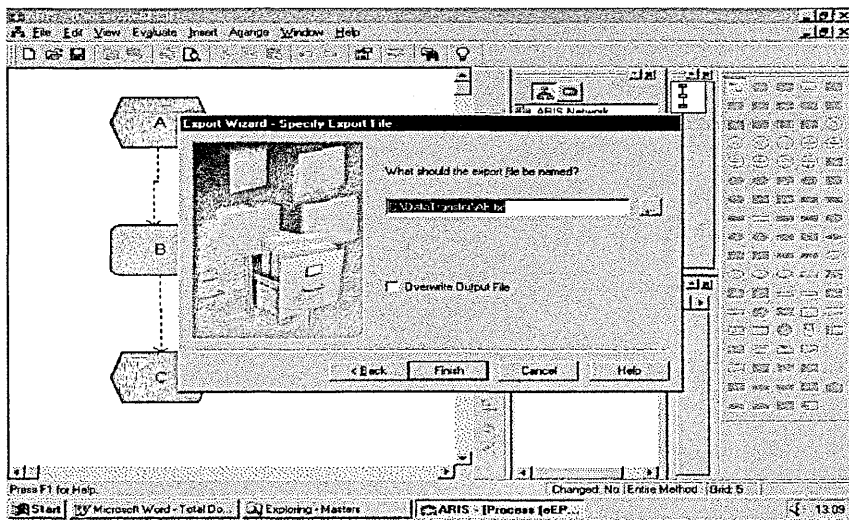 File Edit View Evaluate Insert Arrange Window Help
ARIS Network
A
Export Wizard - Specify Export File
What should the export file be named?
B
Overwrite Output File
< Back Finish Cancel Help
C
Press F1 for Help. Changed: No Entire Method Grid: 5
Start Microsoft Word - Total Do... Exploring - Masters ARIS - [Process [eEP... 13:09